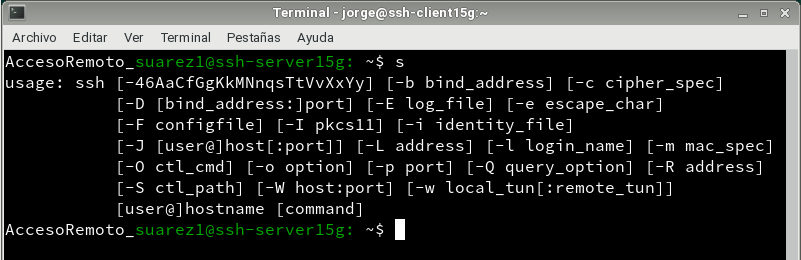 Terminal - jorge@ssh-client15g:~
Archivo Editar Ver Terminal Pestañas Ayuda
AccesoRemoto_suarez1@ssh-server15g: ~$ s
usage: ssh [-46AaCfGgKkMNnqsTtVvXxYy] [-b bind_address] [-c cipher_spec]
[-D [bind_address:]port] [-E log_file] [-e escape_char]
[-F configfile] [-I pkcs11] [-i identity_file]
[-J [user@]host[:port]] [-L address] [-l login_name] [-m mac_spec]
[-O ctl_cmd] [-o option] [-p port] [-Q query_option] [-R address]
[-S ctl_path] [-W host:port] [-w local_tun[:remote_tun]]
[user@]hostname [command]
AccesoRemoto_suarez1@ssh-server15g: ~$